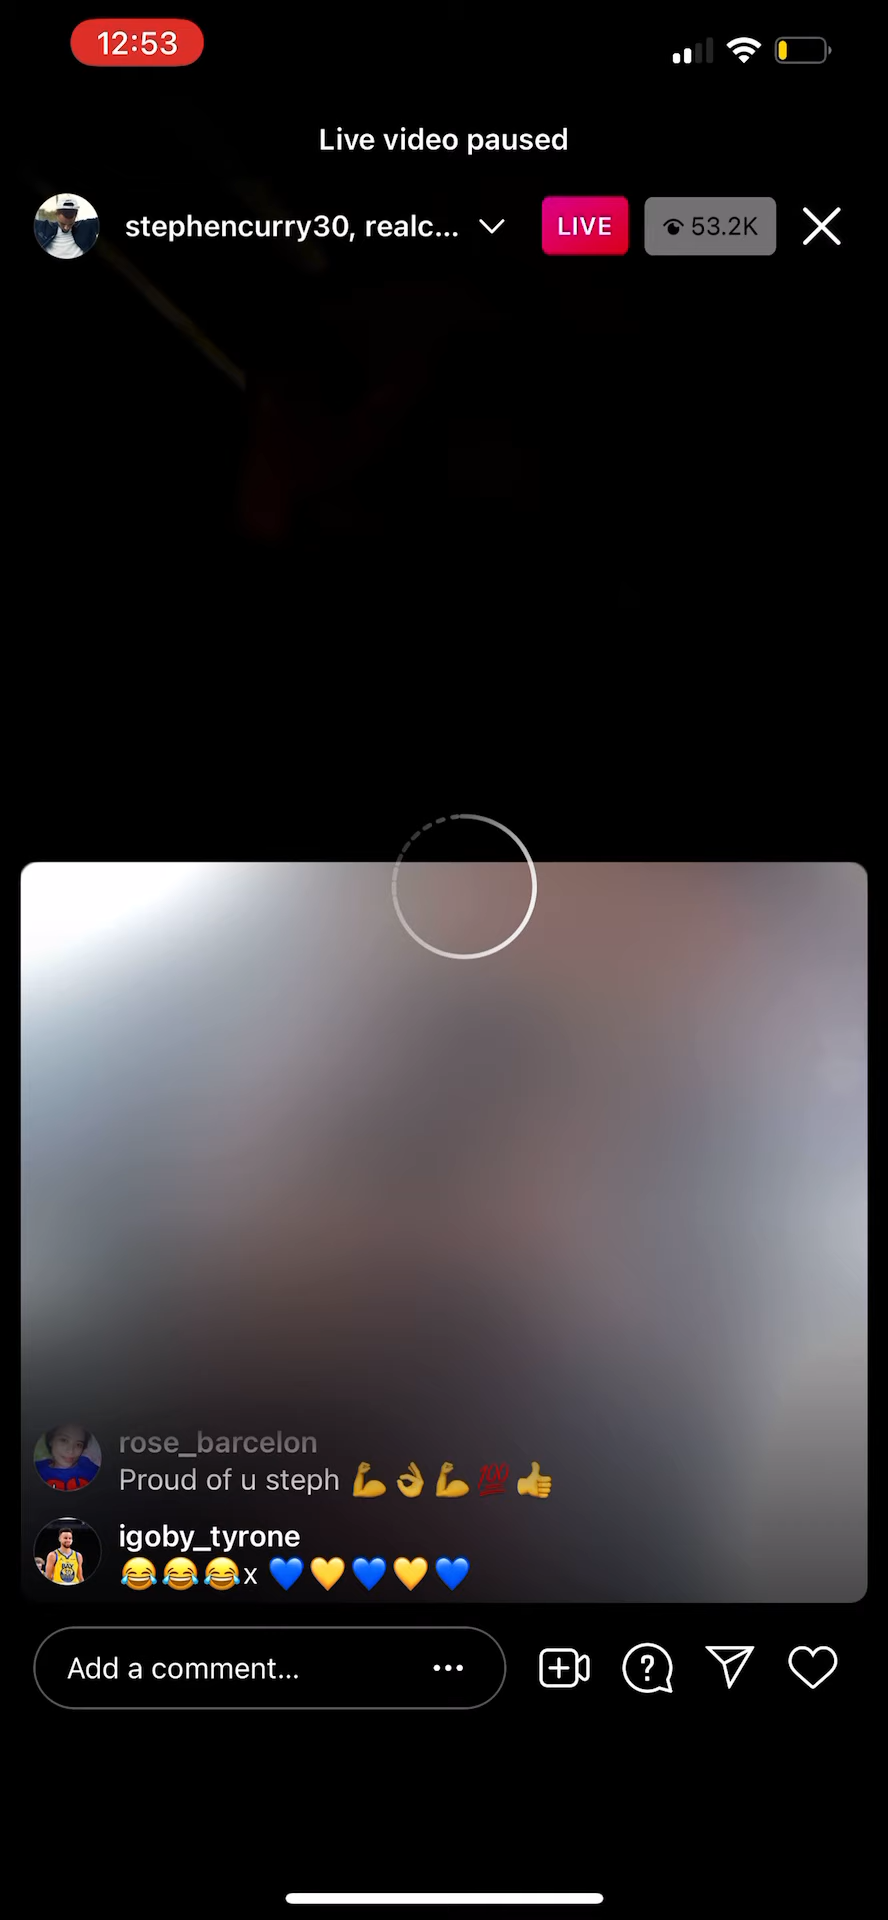 12:53
Live video paused
stephencurry30, realc...
LIVE
53.2K
rose_barcelon
Proud of u steph 💪👌💪💯👍
igoby_tyrone
😂😂😂x 💙💛💙💛💙
Add a comment...